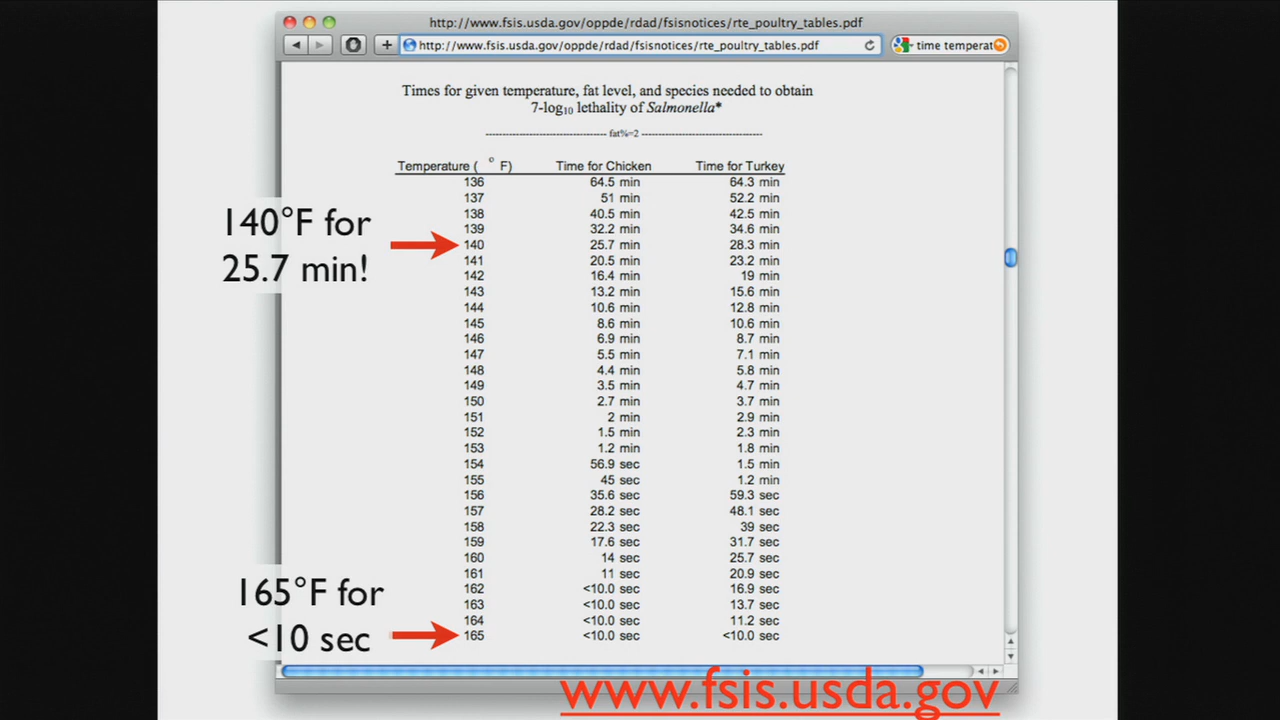 http://www.fsis.usda.gov/oppde/rdad/fsisnotices/rte_poultry_tables.pdf
http://www.fsis.usda.gov/oppde/rdad/fsisnotices/rte_poultry_tables.pdf
time temperat
Times for given temperature, fat level, and species needed to obtain
7-log10 lethality of Salmonella*
------------------------------------ fat%=2 ------------------------------------
Temperature ( ° F) Time for Chicken Time for Turkey
136 64.5 min 64.3 min
137 51 min 52.2 min
138 40.5 min 42.5 min
139 32.2 min 34.6 min
140 25.7 min 28.3 min
141 20.5 min 23.2 min
142 16.4 min 19 min
143 13.2 min 15.6 min
144 10.6 min 12.8 min
145 8.6 min 10.6 min
146 6.9 min 8.7 min
147 5.5 min 7.1 min
148 4.4 min 5.8 min
149 3.5 min 4.7 min
150 2.7 min 3.7 min
151 2 min 2.9 min
152 1.5 min 2.3 min
153 1.2 min 1.8 min
154 56.9 sec 1.5 min
155 45 sec 1.2 min
156 35.6 sec 59.3 sec
157 28.2 sec 48.1 sec
158 22.3 sec 39 sec
159 17.6 sec 31.7 sec
160 14 sec 25.7 sec
161 11 sec 20.9 sec
162 <10.0 sec 16.9 sec
163 <10.0 sec 13.7 sec
164 <10.0 sec 11.2 sec
165 <10.0 sec <10.0 sec
140°F for
25.7 min!
165°F for
<10 sec
www.fsis.usda.gov